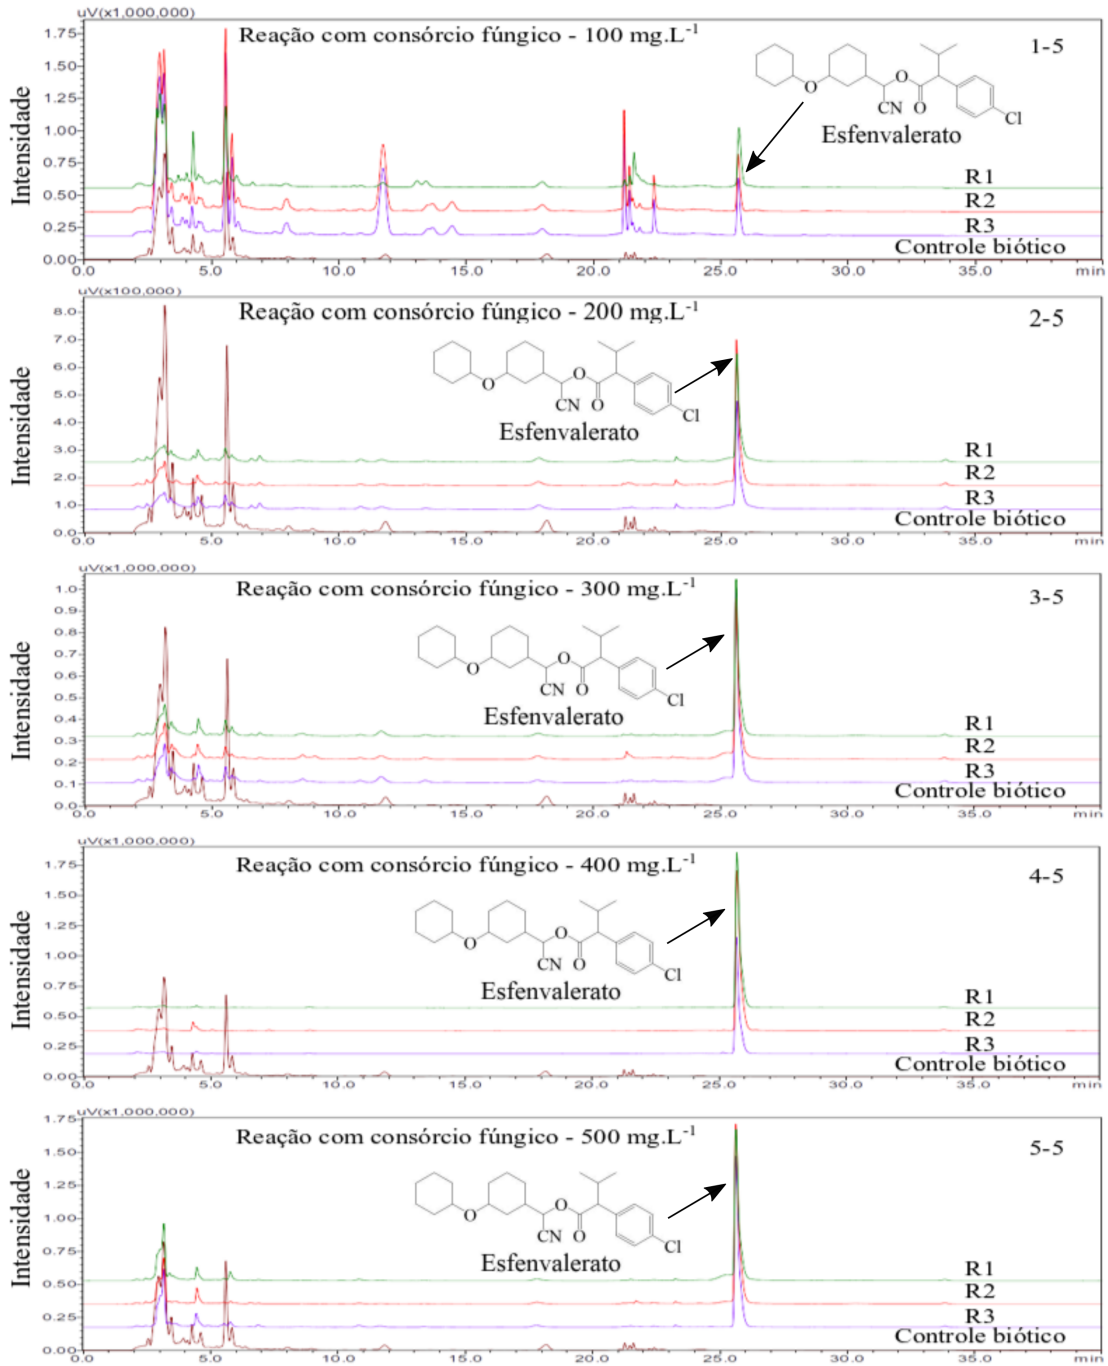 uV(x1,000,000)
Reação com consórcio fúngico - 100 mg.L-1
1-5
1.75
1.50
1.25
1.00
0.75
0.50
0.25
0.00
Intensidade
O
O
CN
O
Cl
Esfenvalerato
R1
R2
R3
Controle biótico
0.0 5.0 10.0 15.0 20.0 25.0 30.0 35.0 min
uV(x100,000)
Reação com consórcio fúngico - 200 mg.L-1
2-5
8.0
7.0
6.0
5.0
4.0
3.0
2.0
1.0
0.0
Intensidade
O
O
CN
O
Cl
Esfenvalerato
R1
R2
R3
Controle biótico
0.0 5.0 10.0 15.0 20.0 25.0 30.0 35.0 min
uV(x1,000,000)
Reação com consórcio fúngico - 300 mg.L-1
3-5
1.0
0.9
0.8
0.7
0.6
0.5
0.4
0.3
0.2
0.1
0.0
Intensidade
O
O
CN
O
Cl
Esfenvalerato
R1
R2
R3
Controle biótico
0.0 5.0 10.0 15.0 20.0 25.0 30.0 35.0 min
uV(x1,000,000)
Reação com consórcio fúngico - 400 mg.L-1
4-5
1.75
1.50
1.25
1.00
0.75
0.50
0.25
0.00
Intensidade
O
O
CN
O
Cl
Esfenvalerato
R1
R2
R3
Controle biótico
0.0 5.0 10.0 15.0 20.0 25.0 30.0 35.0 min
uV(x1,000,000)
Reação com consórcio fúngico - 500 mg.L-1
5-5
1.75
1.50
1.25
1.00
0.75
0.50
0.25
0.00
Intensidade
O
O
CN
O
Cl
Esfenvalerato
R1
R2
R3
Controle biótico
0.0 5.0 10.0 15.0 20.0 25.0 30.0 35.0 min